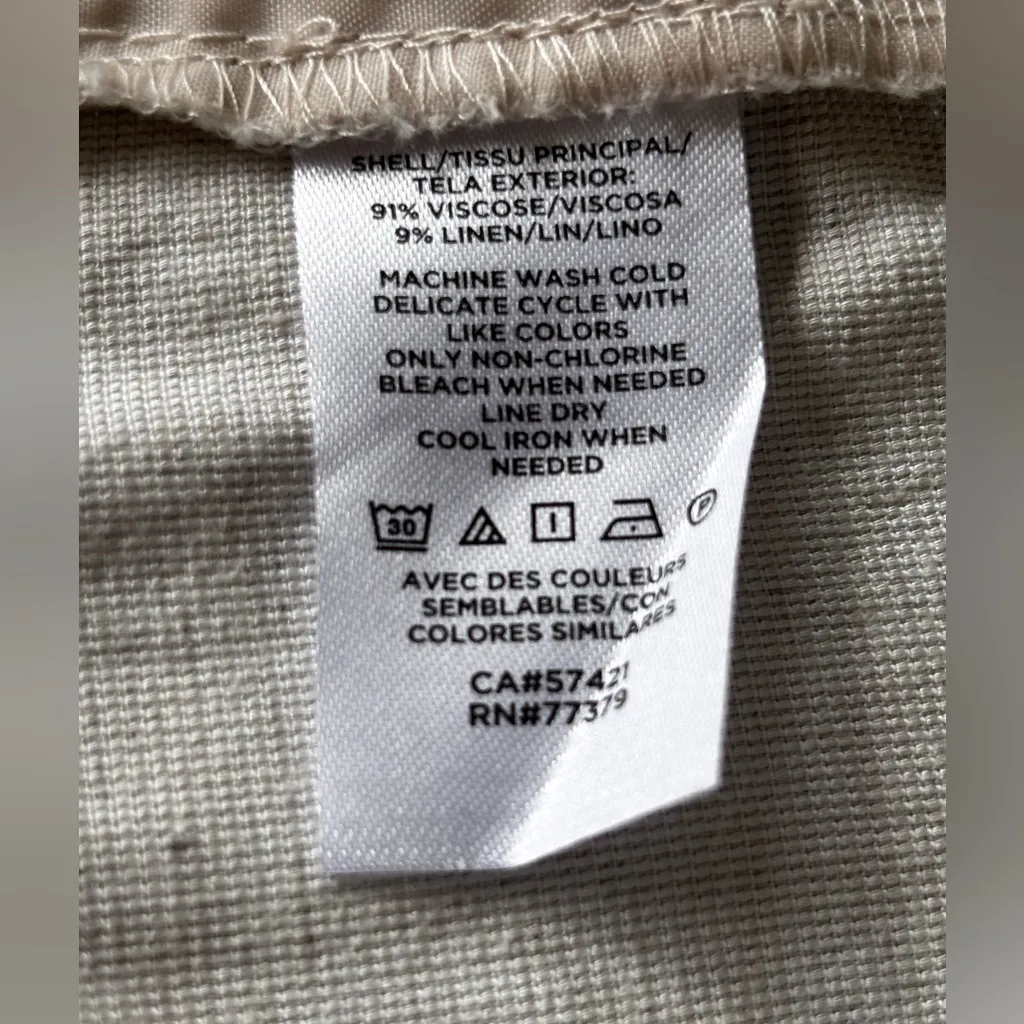 SHELL/TISSU PRINCIPAL/
TELA EXTERIOR:
91% VISCOSE/VISCOSA
9% LINEN/LIN/LINO
MACHINE WASH COLD
DELICATE CYCLE WITH
LIKE COLORS
ONLY NON-CHLORINE
BLEACH WHEN NEEDED
LINE DRY
COOL IRON WHEN
NEEDED
30 P
AVEC DES COULEURS
SEMBLABLES/CON
COLORES SIMILARES
CA#57421
RN#77379